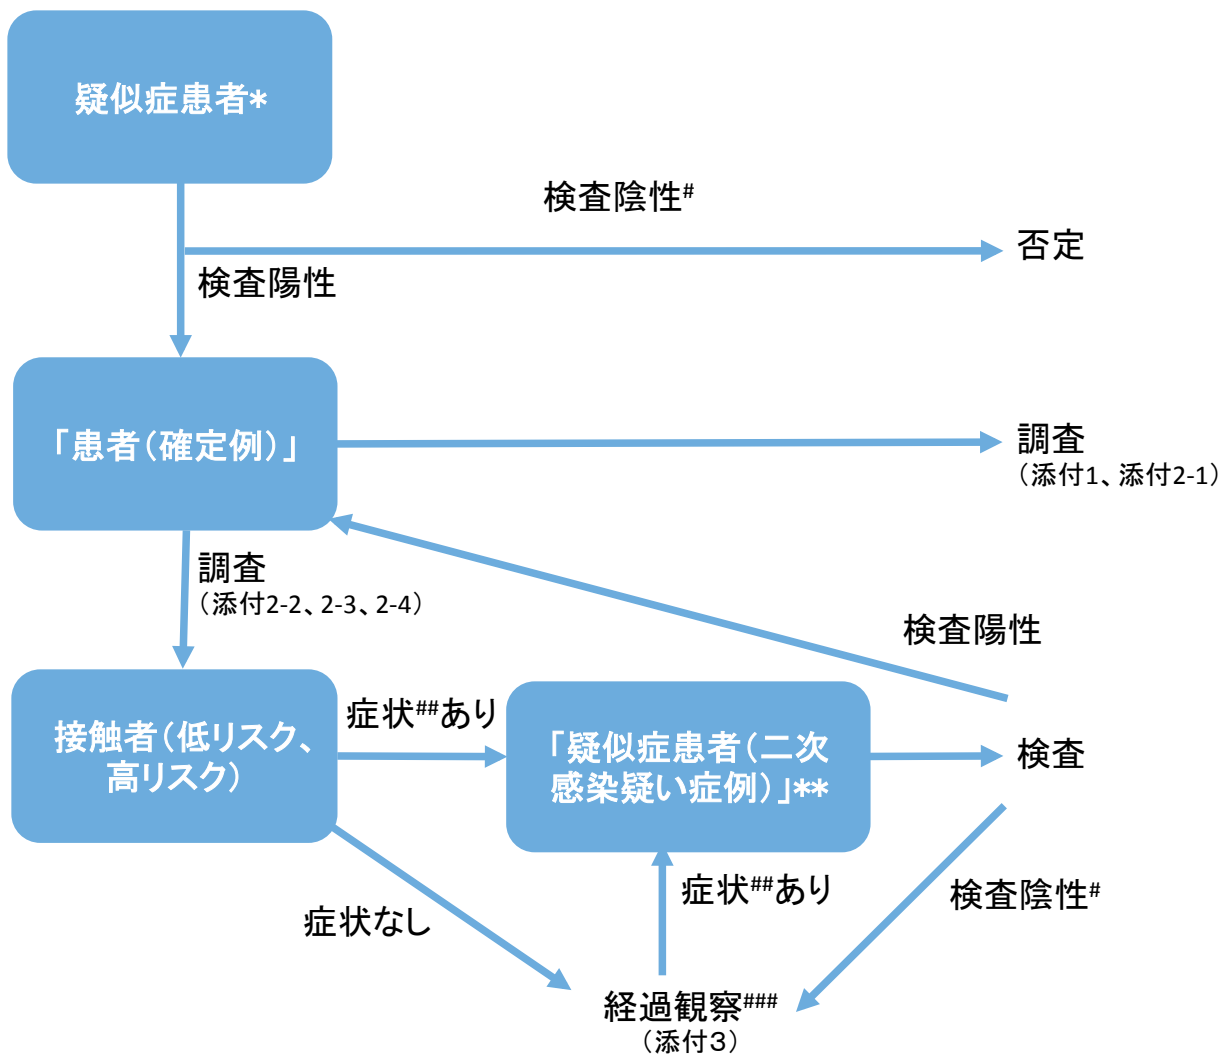 疑似症患者*
検査陰性#
否定
検査陽性
「患者（確定例）」
調査
（添付1、添付2-1）
調査
（添付2-2、2-3、2-4）
検査陽性
接触者（低リスク、
高リスク）
症状##あり
「疑似症患者（二次
感染疑い症例）」**
検査
症状##あり
検査陰性#
症状なし
経過観察###
（添付３）